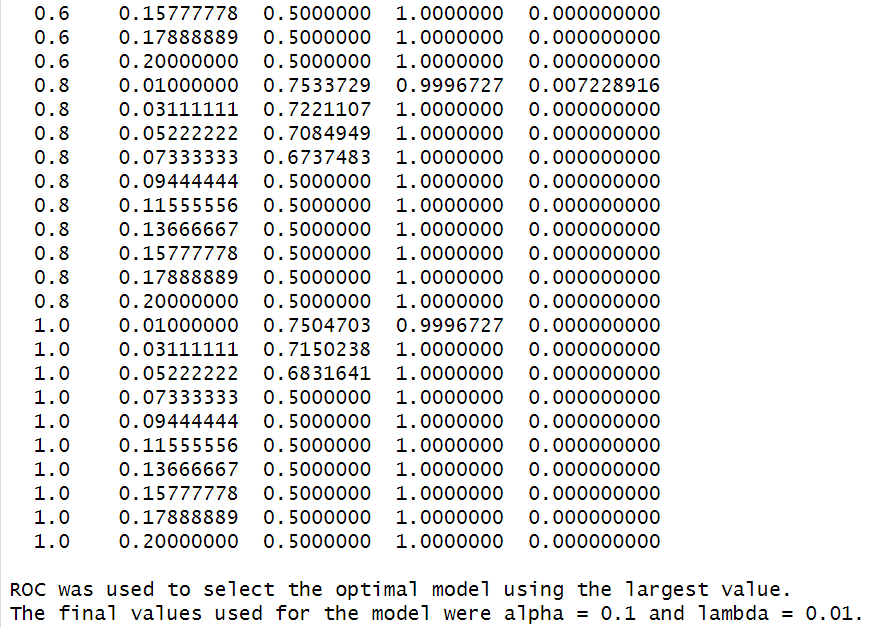 0.6 0.15777778 0.5000000 1.0000000 0.000000000
0.6 0.17888889 0.5000000 1.0000000 0.000000000
0.6 0.20000000 0.5000000 1.0000000 0.000000000
0.8 0.01000000 0.7533729 0.9996727 0.007228916
0.8 0.03111111 0.7221107 1.0000000 0.000000000
0.8 0.05222222 0.7084949 1.0000000 0.000000000
0.8 0.07333333 0.6737483 1.0000000 0.000000000
0.8 0.09444444 0.5000000 1.0000000 0.000000000
0.8 0.11555556 0.5000000 1.0000000 0.000000000
0.8 0.13666667 0.5000000 1.0000000 0.000000000
0.8 0.15777778 0.5000000 1.0000000 0.000000000
0.8 0.17888889 0.5000000 1.0000000 0.000000000
0.8 0.20000000 0.5000000 1.0000000 0.000000000
1.0 0.01000000 0.7504703 0.9996727 0.000000000
1.0 0.03111111 0.7150238 1.0000000 0.000000000
1.0 0.05222222 0.6831641 1.0000000 0.000000000
1.0 0.07333333 0.5000000 1.0000000 0.000000000
1.0 0.09444444 0.5000000 1.0000000 0.000000000
1.0 0.11555556 0.5000000 1.0000000 0.000000000
1.0 0.13666667 0.5000000 1.0000000 0.000000000
1.0 0.15777778 0.5000000 1.0000000 0.000000000
1.0 0.17888889 0.5000000 1.0000000 0.000000000
1.0 0.20000000 0.5000000 1.0000000 0.000000000
ROC was used to select the optimal model using the largest value.
The final values used for the model were alpha = 0.1 and lambda = 0.01.